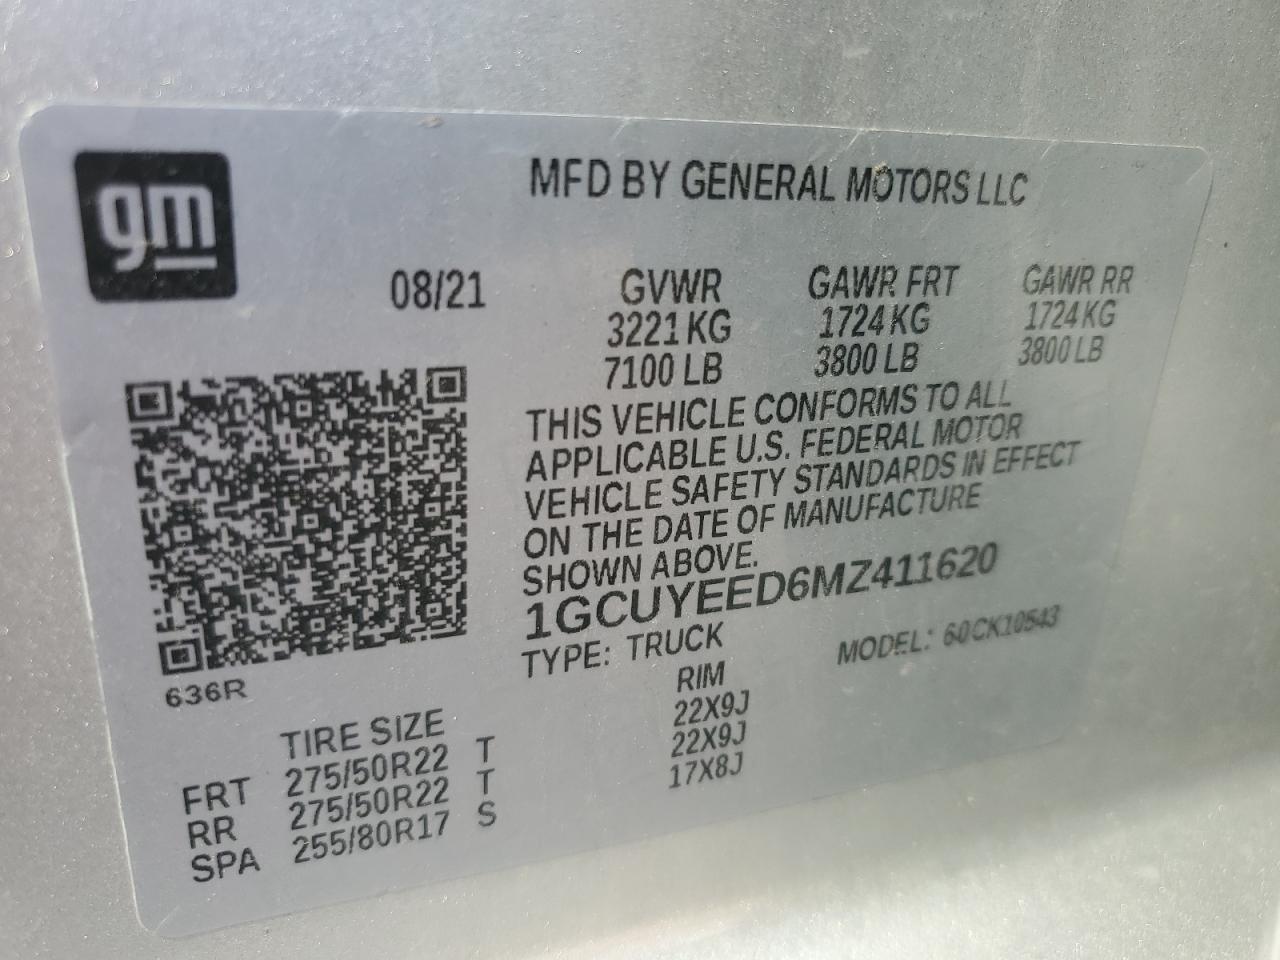 gm
MFD BY GENERAL MOTORS LLC
08/21
GVWR GAWR FRT GAWR RR
3221 KG 1724 KG 1724 KG
7100 LB 3800 LB 3800 LB
THIS VEHICLE CONFORMS TO ALL
APPLICABLE U.S. FEDERAL MOTOR
VEHICLE SAFETY STANDARDS IN EFFECT
ON THE DATE OF MANUFACTURE
SHOWN ABOVE.
1GCUYEED6MZ411620
TYPE: TRUCK MODEL: 60CK10543
636R
TIRE SIZE RIM
FRT 275/50R22 T 22X9J
RR 275/50R22 T 22X9J
SPA 255/80R17 S 17X8J